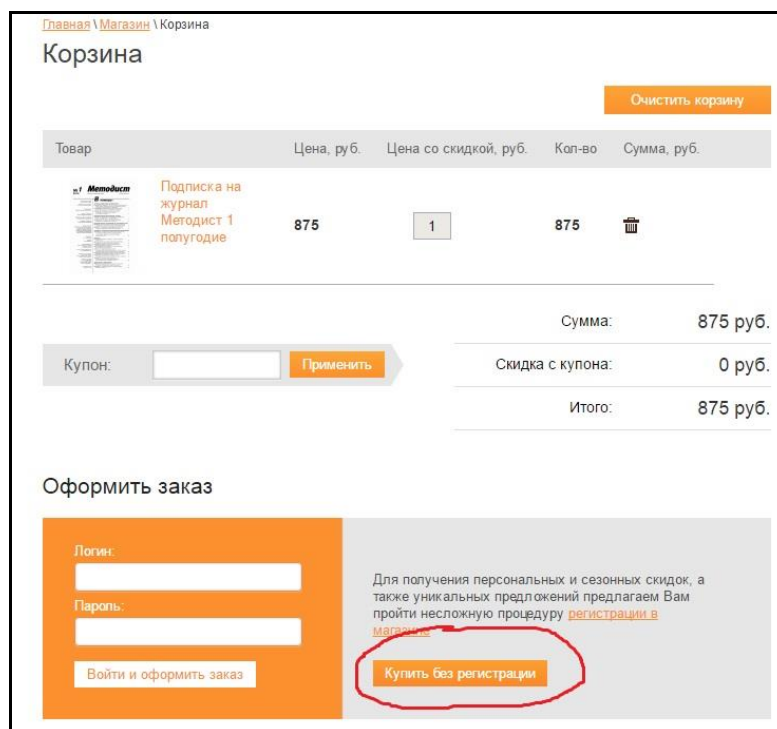 Главная \ Магазин \ Корзина
Корзина
Очистить корзину
Товар Цена, руб. Цена со скидкой, руб. Кол-во Сумма, руб.
№1 Методист
Подписка на
журнал
Методист 1
полугодие
875 1 875
Сумма: 875 руб.
Купон: Применить
Скидка с купона: 0 руб.
Итого: 875 руб.
Оформить заказ
Логин:
Пароль:
Войти и оформить заказ
Для получения персональных и сезонных скидок, а
также уникальных предложений предлагаем Вам
пройти несложную процедуру регистрации в
магазине
Купить без регистрации